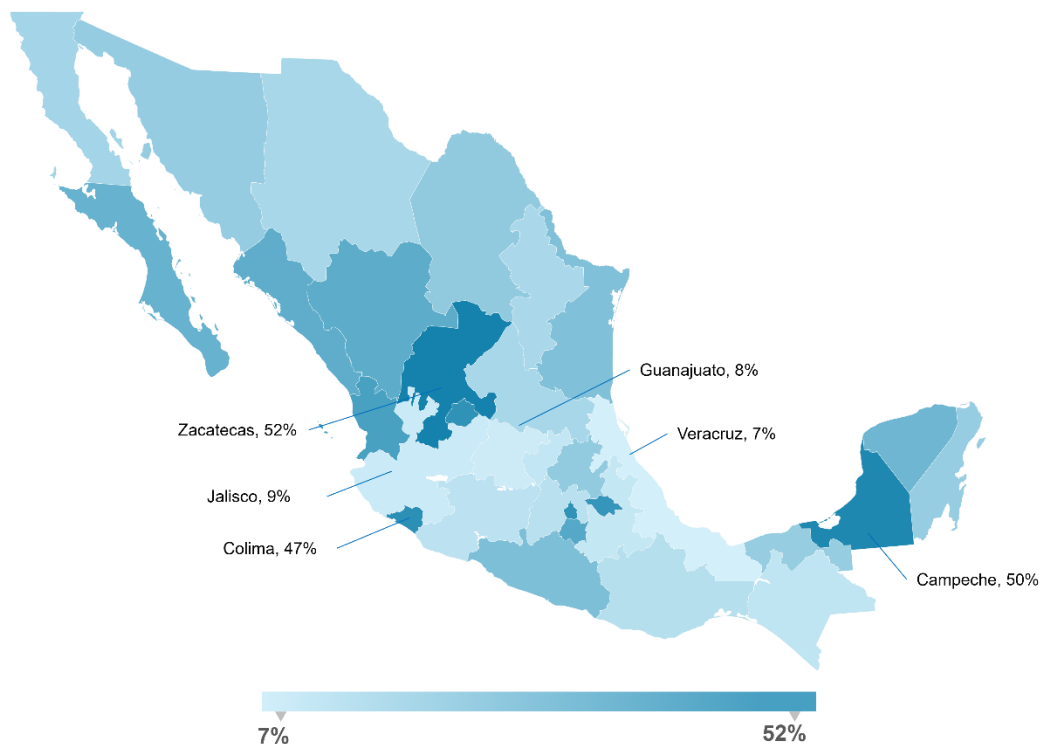 Guanajuato, 8%
Zacatecas, 52%
Veracruz, 7%
Jalisco, 9%
Colima, 47%
Campeche, 50%
7%
52%